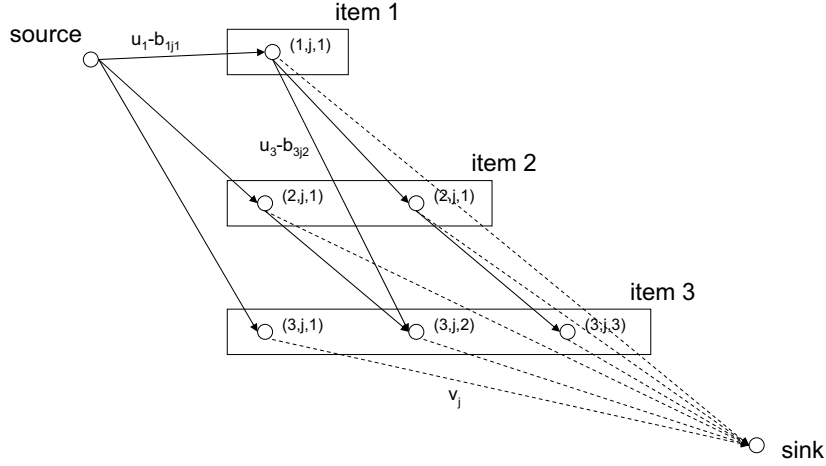 item 1
source
u₁-b₁ⱼ₁
(1,j,1)
u₃-b₃ⱼ₂
item 2
(2,j,1)
(2,j,1)
item 3
(3,j,1)
(3,j,2)
(3,j,3)
vⱼ
sink